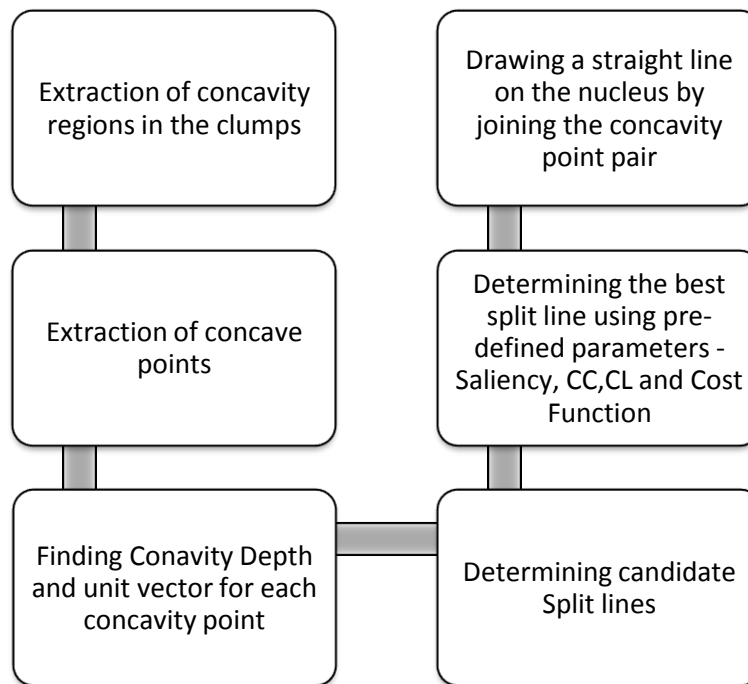 Extraction of concavity
regions in the clumps
Extraction of concave
points
Finding Conavity Depth
and unit vector for each
concavity point
Determining candidate
Split lines
Determining the best
split line using pre-
defined parameters -
Saliency, CC,CL and Cost
Function
Drawing a straight line
on the nucleus by
joining the concavity
point pair